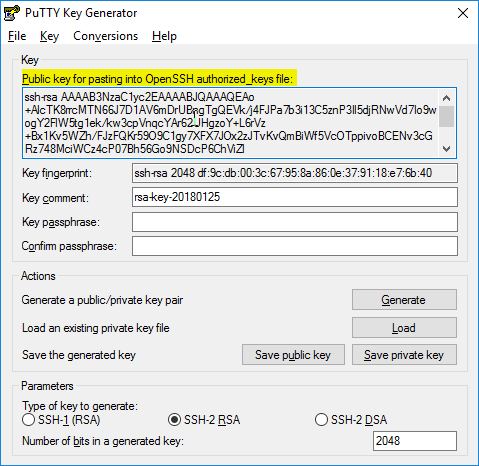 PuTTY Key Generator
File Key Conversions Help
Key
Public key for pasting into OpenSSH authorized_keys file:
ssh-rsa AAAAB3NzaC1yc2EAAAABJQAAAQEAo
+AlcTK8mcMTN66J7D1AV6mDrUBngTgQEVk/j4FJPa7b3i13C5znP3Il5djRNwVd7lo9w
ogY2FIW5tg1ek/kw3cpVnqcYAr62JHgzoY+L6rVz
+Bx1Kv5WZh/FJzFQKr59O9C1gy7XFX7JOx2zJTvKvQmBiWf5VcOTppivoBCENv3cG
Rz748MciWCz4cP07Bh56Go9NSDcP6ChViZl
Key fingerprint: ssh-rsa 2048 df:9c:db:00:3c:67:95:8a:86:0e:37:91:18:e7:6b:40
Key comment: rsa-key-20180125
Key passphrase:
Confirm passphrase:
Actions
Generate a public/private key pair Generate
Load an existing private key file Load
Save the generated key Save public key Save private key
Parameters
Type of key to generate:
SSH-1 (RSA) SSH-2 RSA SSH-2 DSA
Number of bits in a generated key: 2048